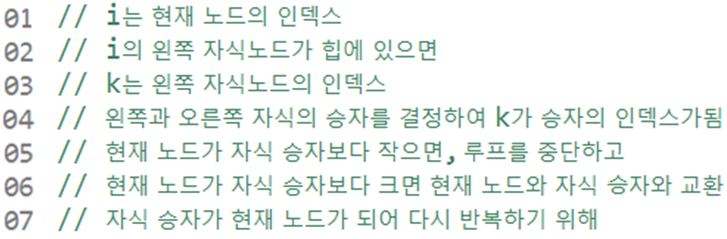 01 // i는 현재 노드의 인덱스
02 // i의 왼쪽 자식노드가 힙에 있으면
03 // k는 왼쪽 자식노드의 인덱스
04 // 왼쪽과 오른쪽 자식의 승자를 결정하여 k가 승자의 인덱스가됨
05 // 현재 노드가 자식 승자보다 작으면, 루프를 중단하고
06 // 현재 노드가 자식 승자보다 크면 현재 노드와 자식 승자와 교환
07 // 자식 승자가 현재 노드가 되어 다시 반복하기 위해